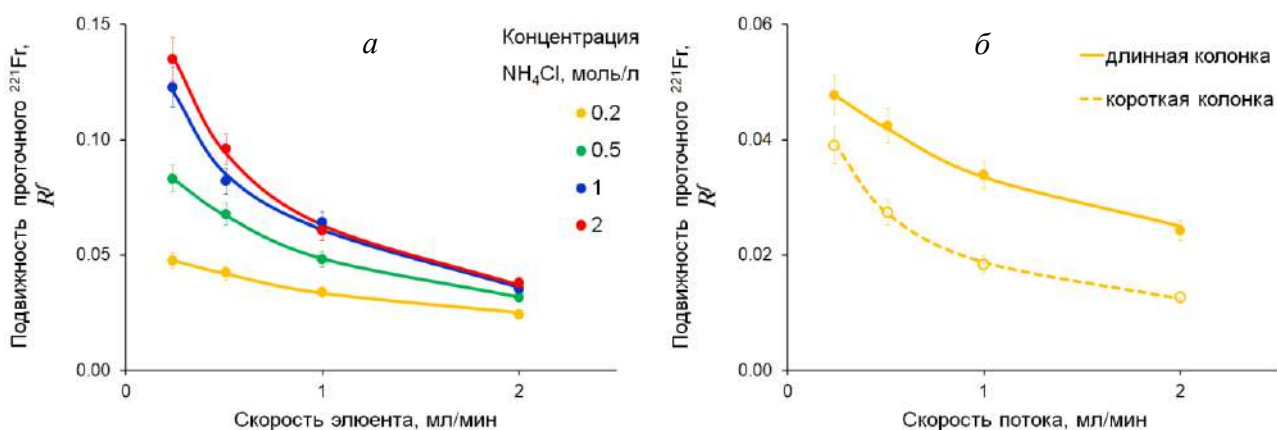 Подвижность проточного ²²¹Fr,
Rf
0.15
0.10
0.05
0.00
0
1
2
Скорость элюента, мл/мин
а
Концентрация
NH₄Cl, моль/л
0.2
0.5
1
2
Подвижность проточного ²²¹Fr,
Rf
0.06
0.04
0.02
0.00
0
1
2
Скорость потока, мл/мин
б
длинная колонка
короткая колонка